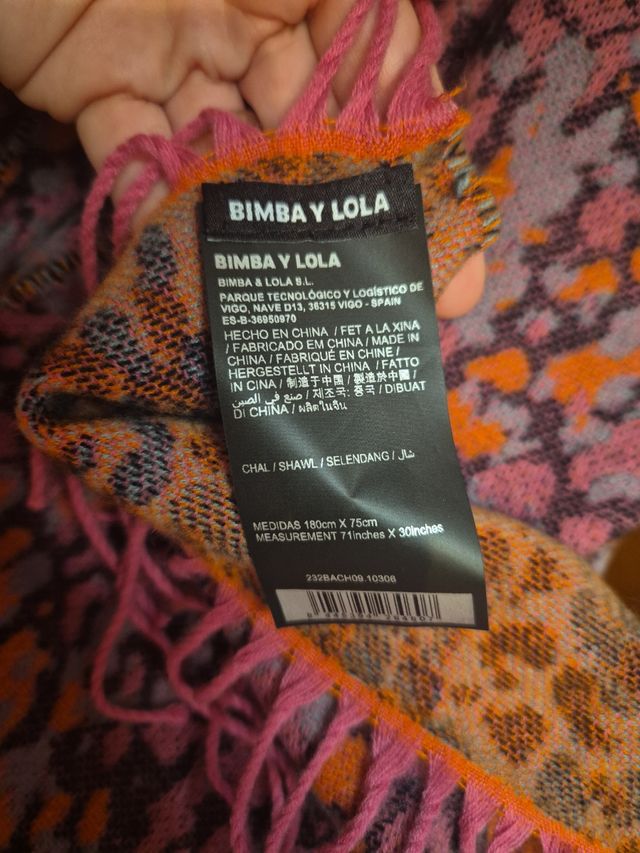 BIMBA Y LOLA
BIMBA Y LOLA
BIMBA & LOLA S.L.
PARQUE TECNOLÓGICO Y LOGÍSTICO DE
VIGO, NAVE D13, 36315 VIGO - SPAIN
ES-B-36950970
HECHO EN CHINA / FET A LA XINA
/ FABRICADO EM CHINA / MADE IN
CHINA / FABRIQUÉ EN CHINE /
HERGESTELLT IN CHINA / FATTO
IN CINA / 制造于中国 / 製造於中國 /
صنع في الصين / 제조국: 중국 / DIBUAT
DI CHINA / ผลิตในจีน
CHAL / SHAWL / SELENDANG / شال
MEDIDAS 180cm X 75cm
MEASUREMENT 71inches X 30inches
232BACH09.10306